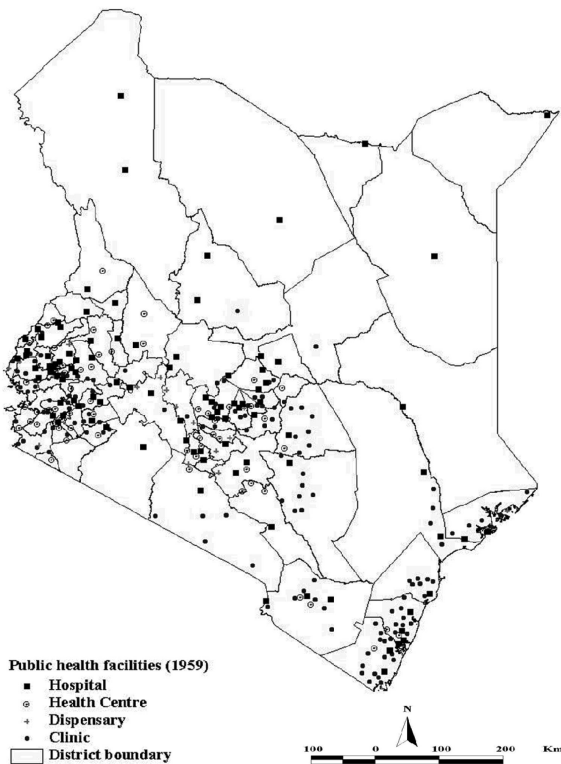 Public health facilities (1959)
Hospital
Health Centre
Dispensary
Clinic
District boundary
N
100 0 100 200 Km